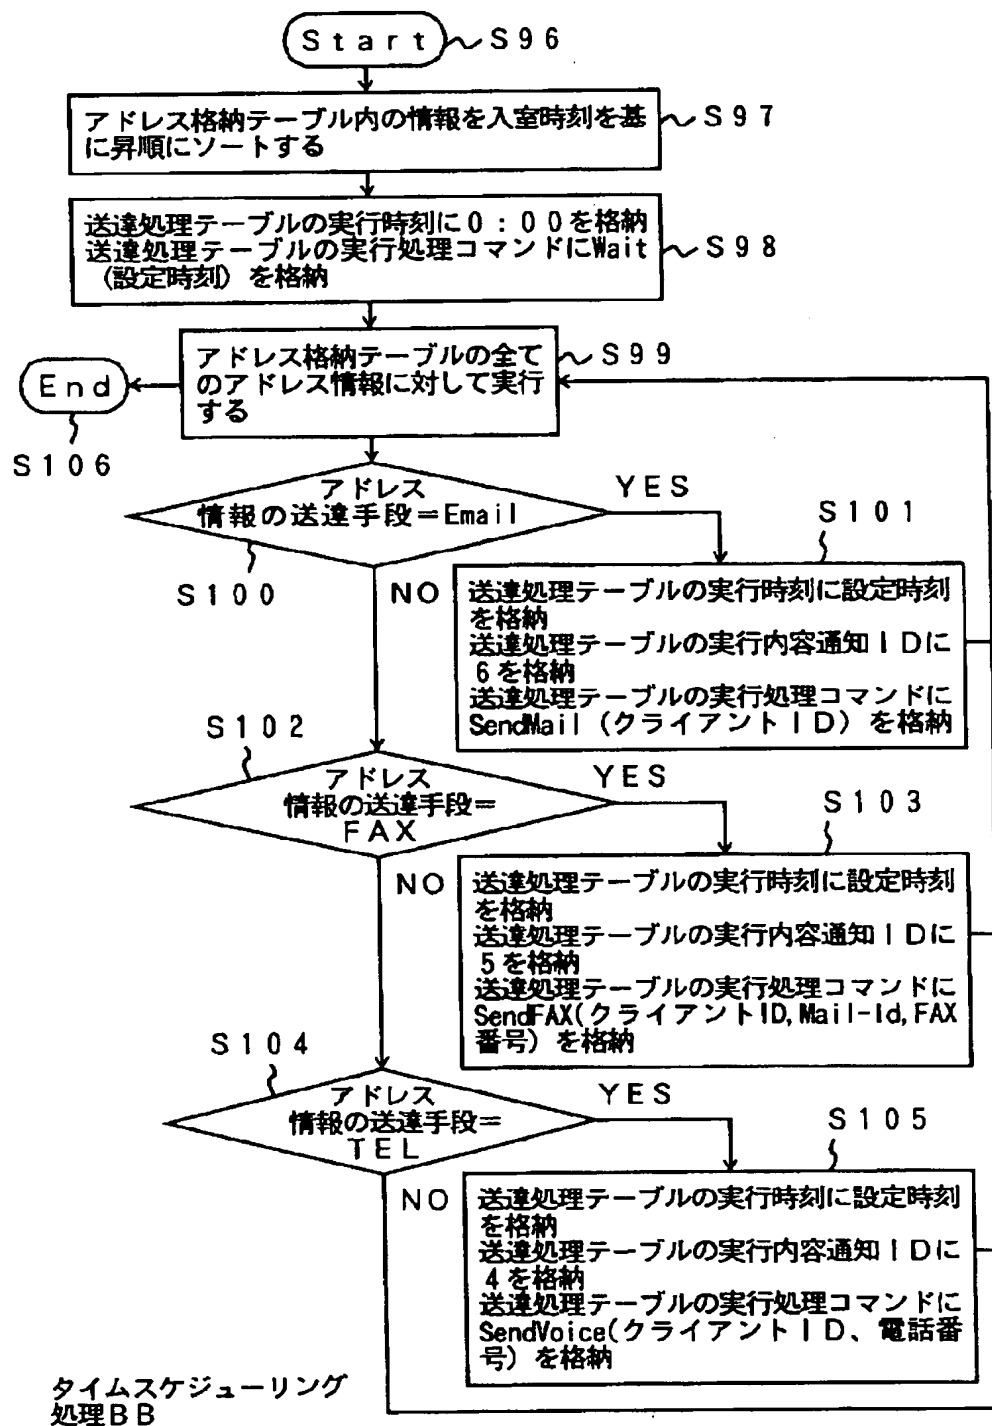 Start
S96
アドレス格納テーブル内の情報を入室時刻を基
に昇順にソートする
S97
送達処理テーブルの実行時刻に0:00を格納
送達処理テーブルの実行処理コマンドにWait
(設定時刻)を格納
S98
アドレス格納テーブルの全て
のアドレス情報に対して実行
する
S99
End
S106
アドレス
情報の送達手段=Email
YES
S100
NO
S101
送達処理テーブルの実行時刻に設定時刻
を格納
送達処理テーブルの実行内容通知IDに
6を格納
送達処理テーブルの実行処理コマンドに
SendMail(クライアントID)を格納
S102
アドレス
情報の送達手段=
FAX
YES
NO
S103
送達処理テーブルの実行時刻に設定時刻
を格納
送達処理テーブルの実行内容通知IDに
5を格納
送達処理テーブルの実行処理コマンドに
SendFAX(クライアントID,Mail-Id,FAX
番号)を格納
S104
アドレス
情報の送達手段=
TEL
YES
NO
S105
送達処理テーブルの実行時刻に設定時刻
を格納
送達処理テーブルの実行内容通知IDに
4を格納
送達処理テーブルの実行処理コマンドに
SendVoice(クライアントID、電話番
号)を格納
タイムスケジューリング
処理BB